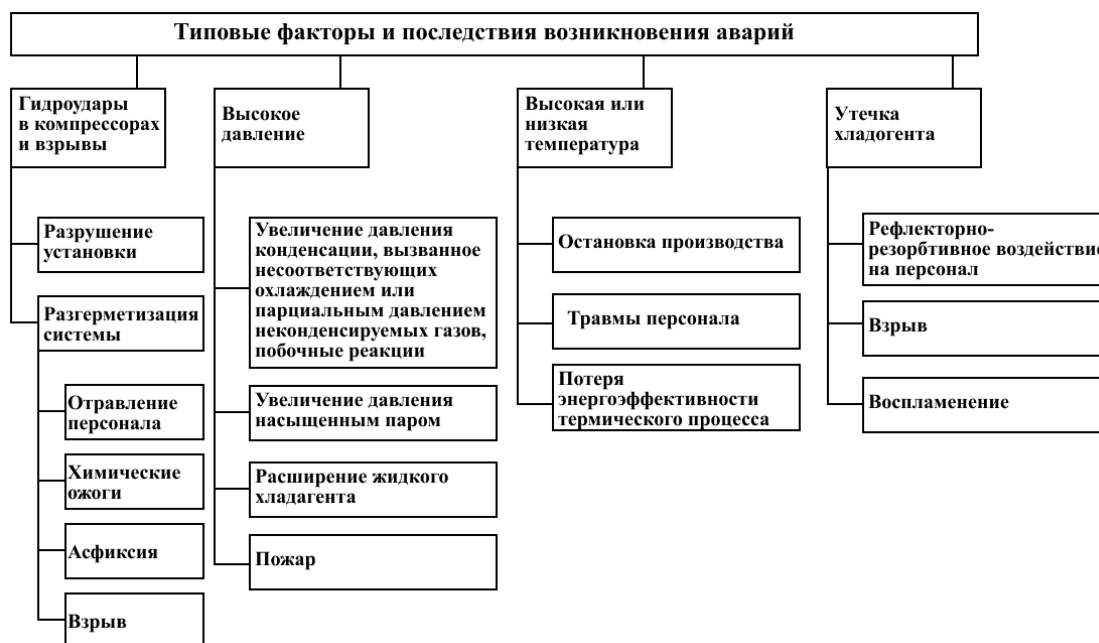 Типовые факторы и последствия возникновения аварий
Гидроудары
в компрессорах
и взрывы
Высокое
давление
Высокая или
низкая
температура
Утечка
хладогента
Разрушение
установки
Разгерметизация
системы
Отравление
персонала
Химические
ожоги
Асфиксия
Взрыв
Увеличение давления
конденсации, вызванное
несоответствующих
охлаждением или
парциальным давлением
неконденсируемых газов,
побочные реакции
Увеличение давления
насыщенным паром
Расширение жидкого
хладагента
Пожар
Остановка производства
Травмы персонала
Потеря
энергоэффективности
термического процесса
Рефлекторно-
резорбтивное воздействие
на персонал
Взрыв
Воспламенение